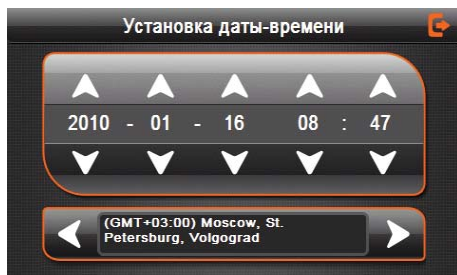 Установка даты-времени
2010 - 01 - 16 08 : 47
(GMT+03:00) Moscow, St.
Petersburg, Volgograd